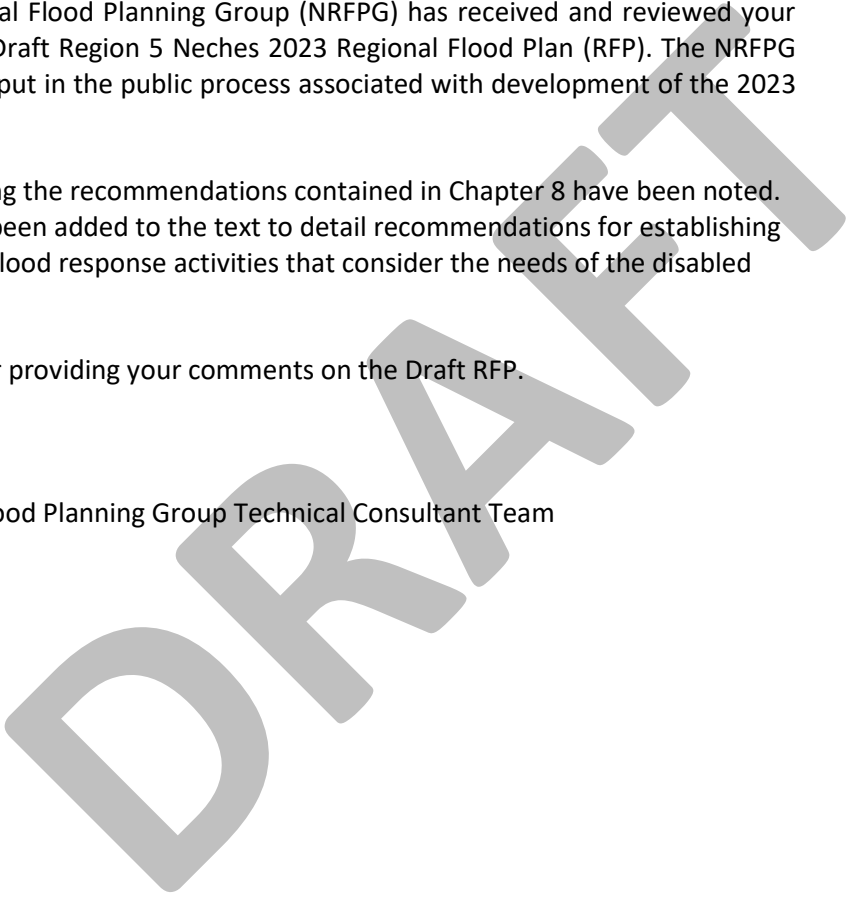 al Flood Planning Group (NRFPG) has received and reviewed your
Draft Region 5 Neches 2023 Regional Flood Plan (RFP). The NRFPG
put in the public process associated with development of the 2023
ng the recommendations contained in Chapter 8 have been noted.
been added to the text to detail recommendations for establishing
flood response activities that consider the needs of the disabled
r providing your comments on the Draft RFP.
ood Planning Group Technical Consultant Team
DRAFT